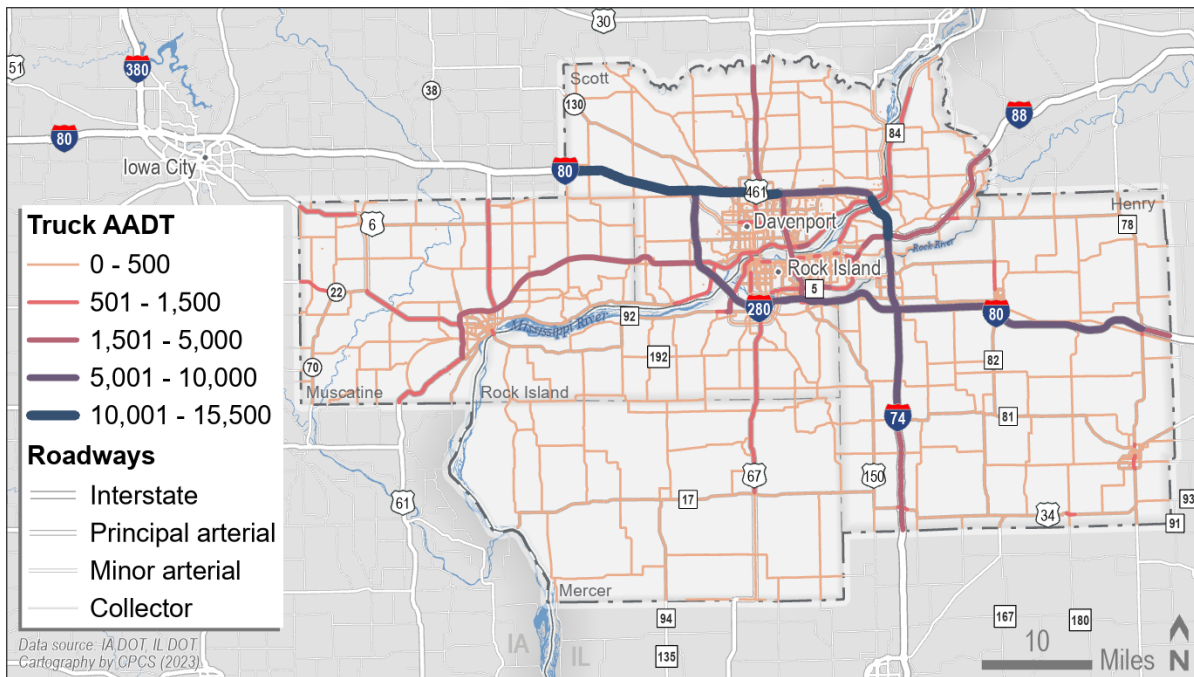 30
51
380
38
Scott
130
88
80
84
Iowa City
80
461
Henry
Truck AADT
6
Davenport
78
0 - 500
Rock River
Rock Island
501 - 1,500
22
5
1,501 - 5,000
280
80
92
Mississippi River
5,001 - 10,000
192
82
70
10,001 - 15,500
Muscatine
Rock Island
81
74
Roadways
Interstate
67
150
61
17
93
Principal arterial
34
91
Minor arterial
Mercer
Collector
94
167
180
Data source: IA DOT, IL DOT
Cartography by CPCS (2023)
IA
IL
135
10
Miles
N